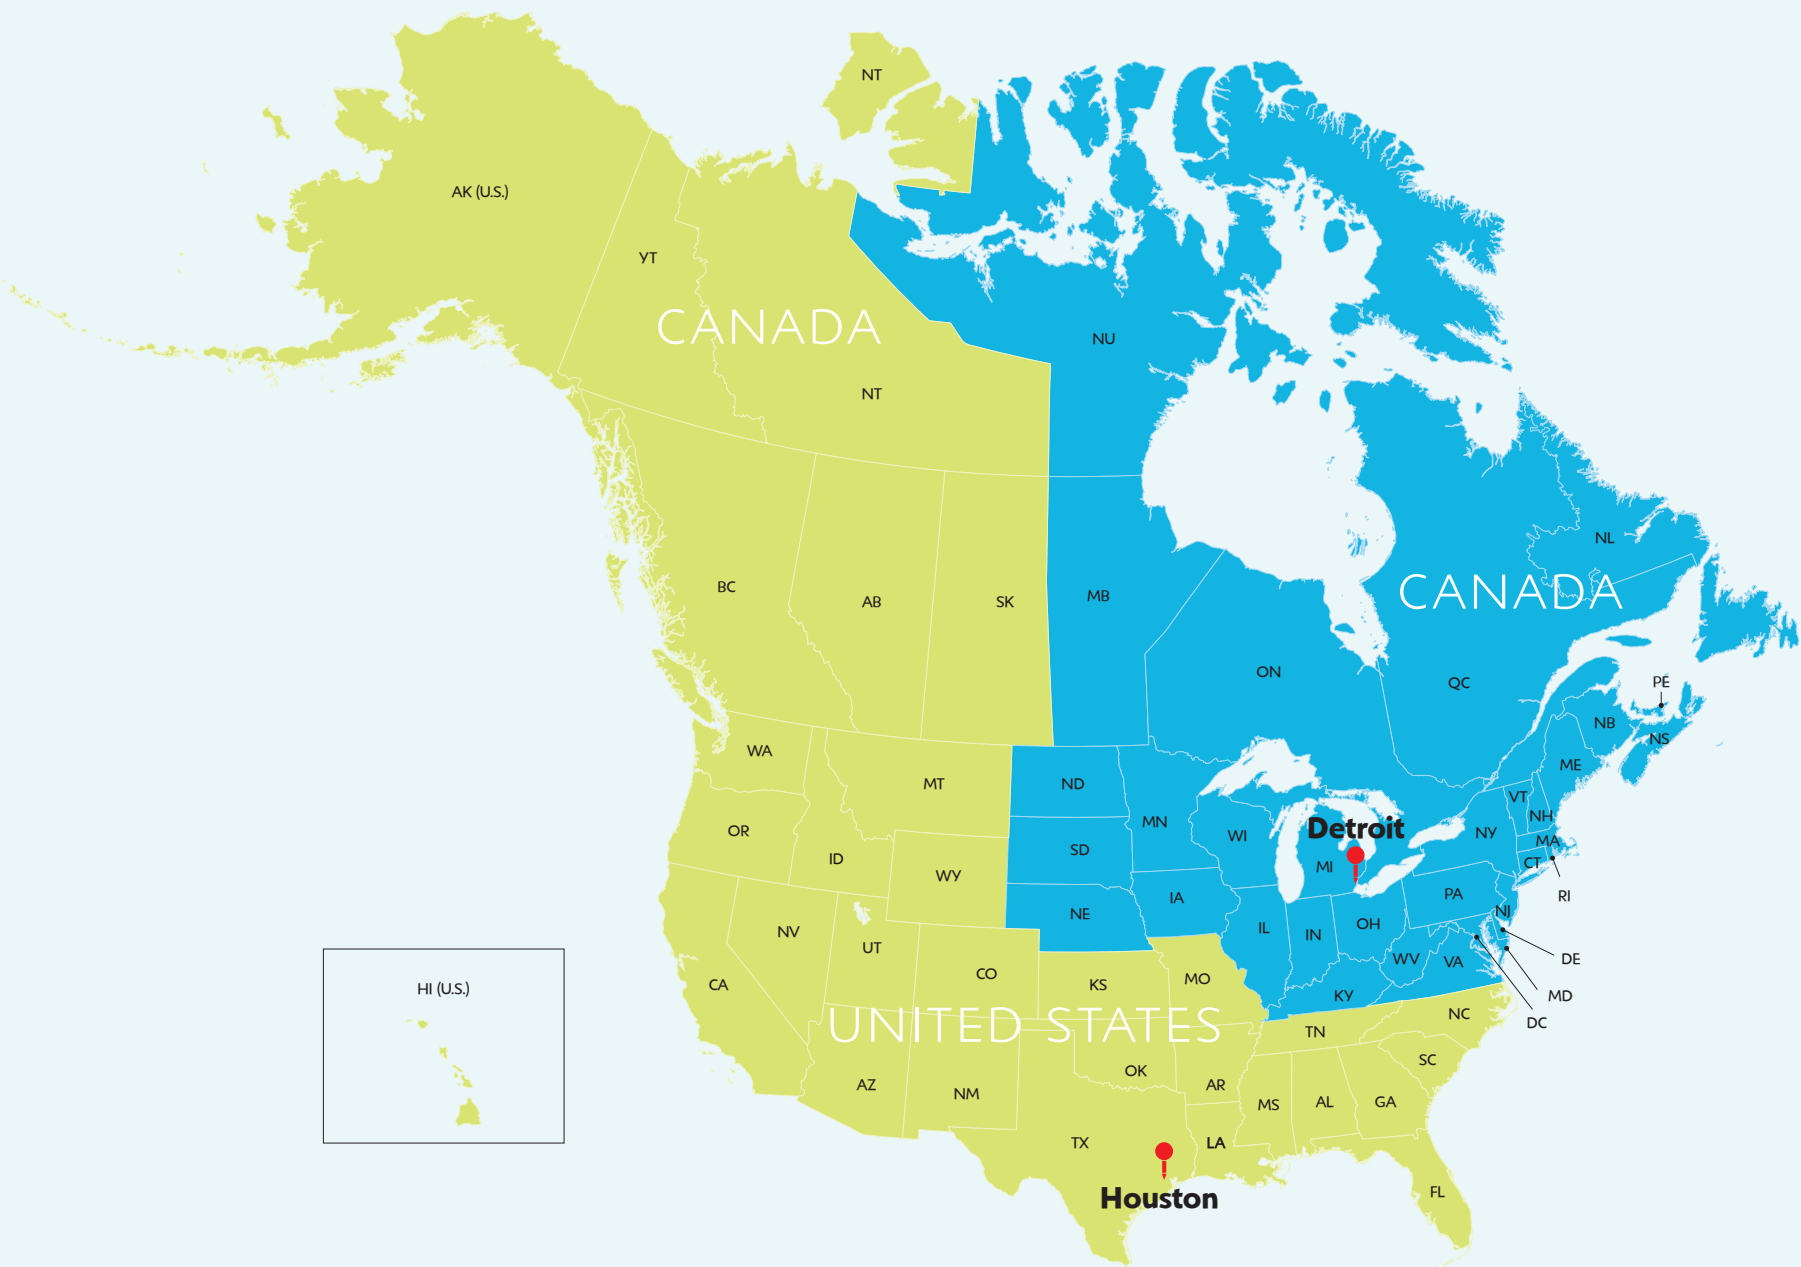 NT
AK (U.S.)
YT
CANADA
NU
NT
NL
BC
AB
SK
MB
CANADA
ON
QC
PE
NB
NS
WA
MT
ND
ME
VT
NH
OR
MN
WI
Detroit
NY
MA
ID
SD
MI
CT
WY
RI
NE
IA
PA
NJ
NV
UT
IL
IN
OH
WV
VA
DE
CA
CO
KS
MO
KY
MD
HI (U.S.)
UNITED STATES
NC
DC
TN
AZ
NM
OK
AR
SC
MS
AL
GA
TX
LA
Houston
FL